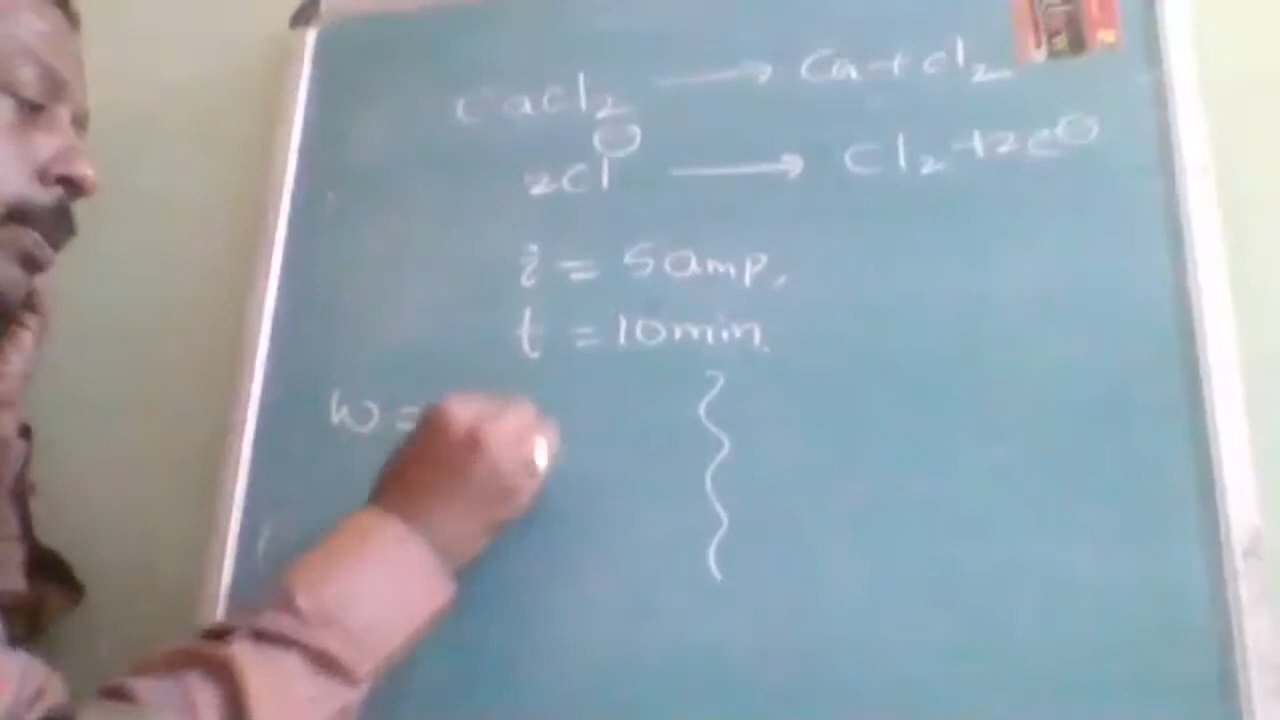 CaCl₂ → Ca + Cl₂
2Cl⊖ → Cl₂ + 2e⊖
i = 5amp.
t = 10min.
W =